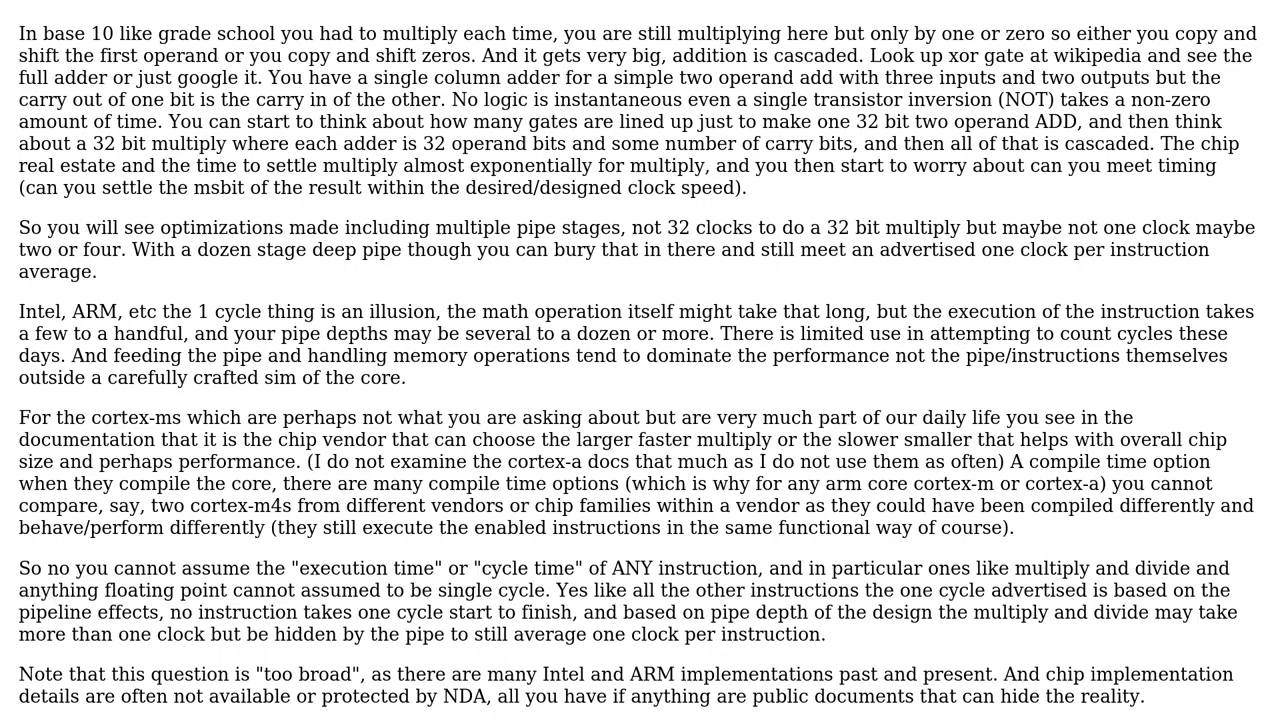 In base 10 like grade school you had to multiply each time, you are still multiplying here but only by one or zero so either you copy and
shift the first operand or you copy and shift zeros. And it gets very big, addition is cascaded. Look up xor gate at wikipedia and see the
full adder or just google it. You have a single column adder for a simple two operand add with three inputs and two outputs but the
carry out of one bit is the carry in of the other. No logic is instantaneous even a single transistor inversion (NOT) takes a non-zero
amount of time. You can start to think about how many gates are lined up just to make one 32 bit two operand ADD, and then think
about a 32 bit multiply where each adder is 32 operand bits and some number of carry bits, and then all of that is cascaded. The chip
real estate and the time to settle multiply almost exponentially for multiply, and you then start to worry about can you meet timing
(can you settle the msbit of the result within the desired/designed clock speed).
So you will see optimizations made including multiple pipe stages, not 32 clocks to do a 32 bit multiply but maybe not one clock maybe
two or four. With a dozen stage deep pipe though you can bury that in there and still meet an advertised one clock per instruction
average.
Intel, ARM, etc the 1 cycle thing is an illusion, the math operation itself might take that long, but the execution of the instruction takes
a few to a handful, and your pipe depths may be several to a dozen or more. There is limited use in attempting to count cycles these
days. And feeding the pipe and handling memory operations tend to dominate the performance not the pipe/instructions themselves
outside a carefully crafted sim of the core.
For the cortex-ms which are perhaps not what you are asking about but are very much part of our daily life you see in the
documentation that it is the chip vendor that can choose the larger faster multiply or the slower smaller that helps with overall chip
size and perhaps performance. (I do not examine the cortex-a docs that much as I do not use them as often) A compile time option
when they compile the core, there are many compile time options (which is why for any arm core cortex-m or cortex-a) you cannot
compare, say, two cortex-m4s from different vendors or chip families within a vendor as they could have been compiled differently and
behave/perform differently (they still execute the enabled instructions in the same functional way of course).
So no you cannot assume the "execution time" or "cycle time" of ANY instruction, and in particular ones like multiply and divide and
anything floating point cannot assumed to be single cycle. Yes like all the other instructions the one cycle advertised is based on the
pipeline effects, no instruction takes one cycle start to finish, and based on pipe depth of the design the multiply and divide may take
more than one clock but be hidden by the pipe to still average one clock per instruction.
Note that this question is "too broad", as there are many Intel and ARM implementations past and present. And chip implementation
details are often not available or protected by NDA, all you have if anything are public documents that can hide the reality.